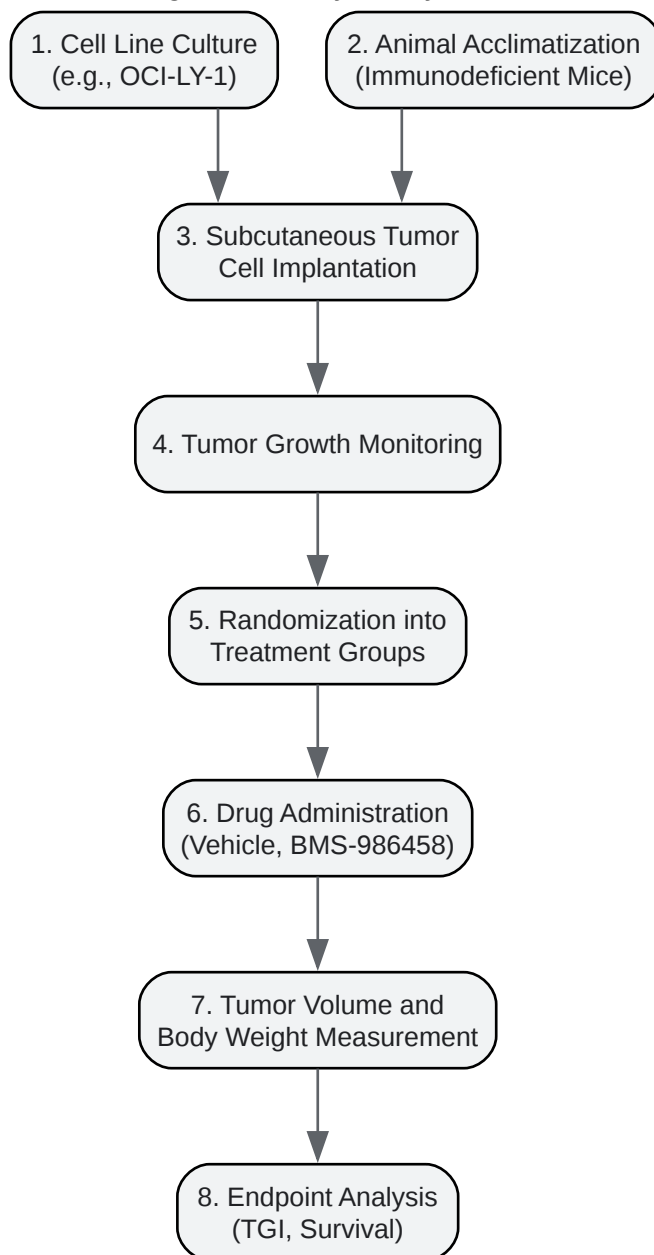 1. Cell Line Culture
(e.g., OCI-LY-1)
2. Animal Acclimatization
(Immunodeficient Mice)
3. Subcutaneous Tumor
Cell Implantation
4. Tumor Growth Monitoring
5. Randomization into
Treatment Groups
6. Drug Administration
(Vehicle, BMS-986458)
7. Tumor Volume and
Body Weight Measurement
8. Endpoint Analysis
(TGI, Survival)